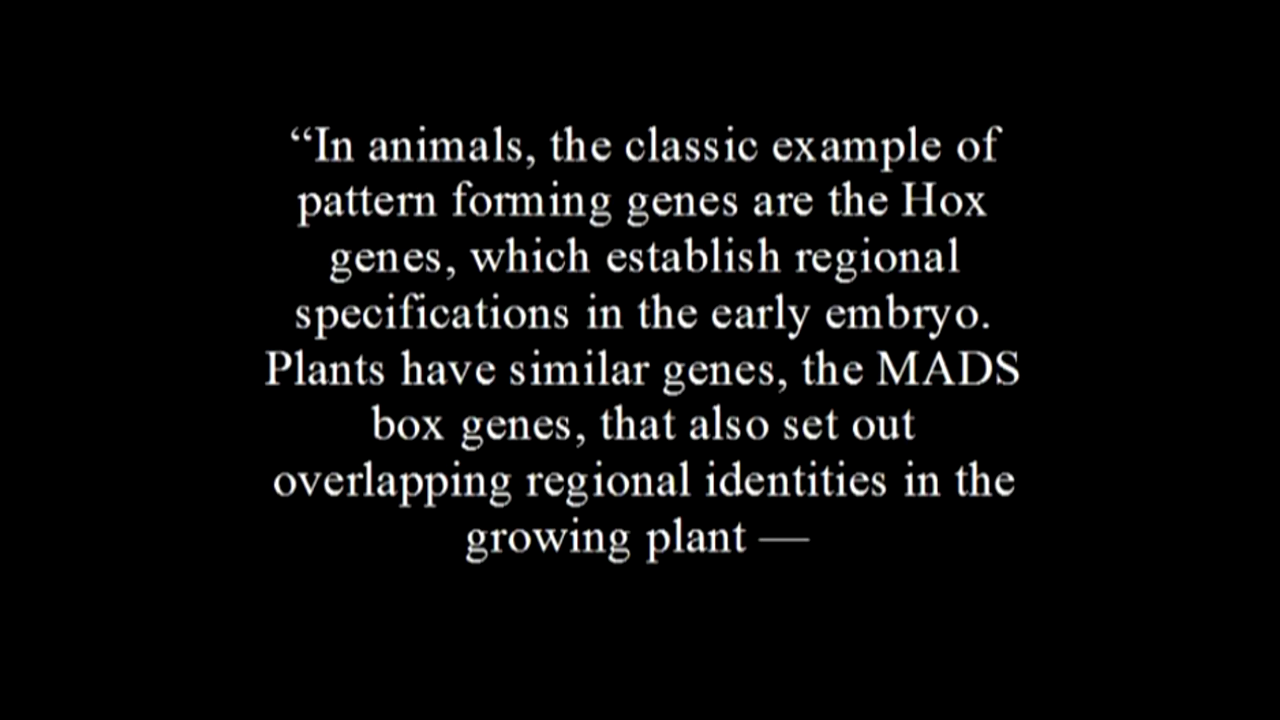 “In animals, the classic example of
pattern forming genes are the Hox
genes, which establish regional
specifications in the early embryo.
Plants have similar genes, the MADS
box genes, that also set out
overlapping regional identities in the
growing plant —